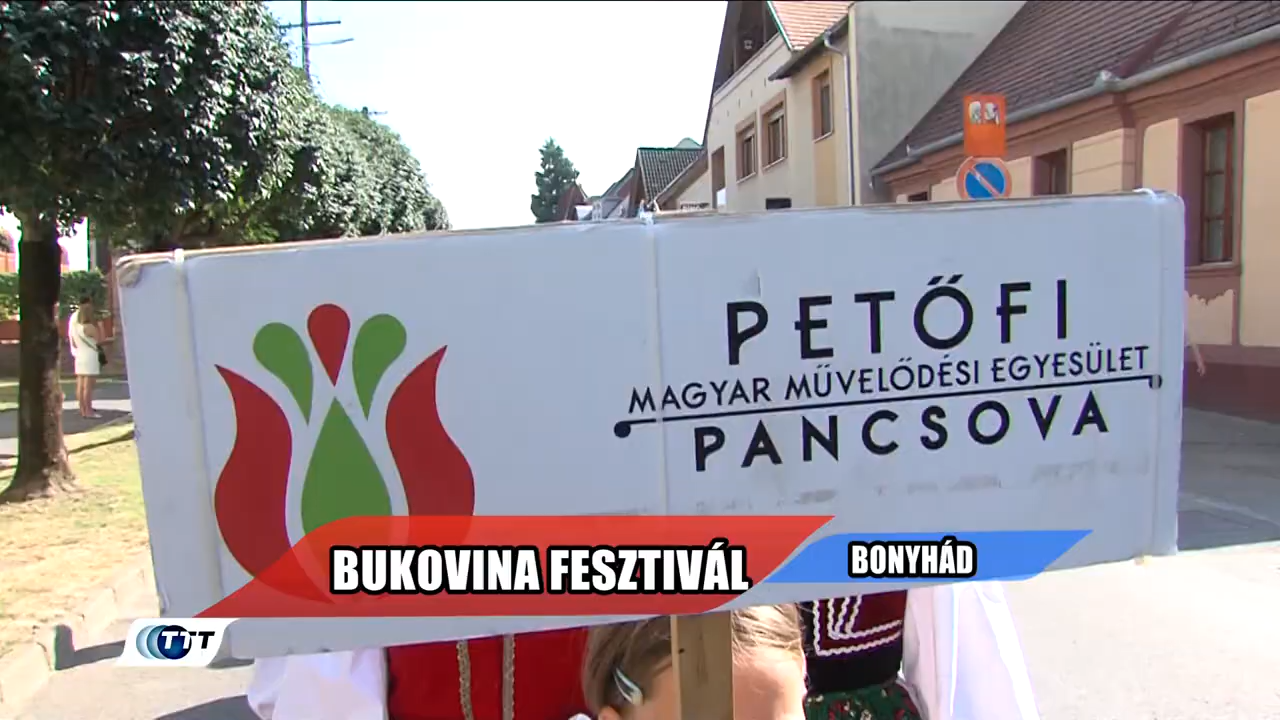 PETŐFI
MAGYAR MŰVELŐDÉSI EGYESÜLET
PANCSOVA
BUKOVINA FESZTIVÁL
BONYHÁD
TTT